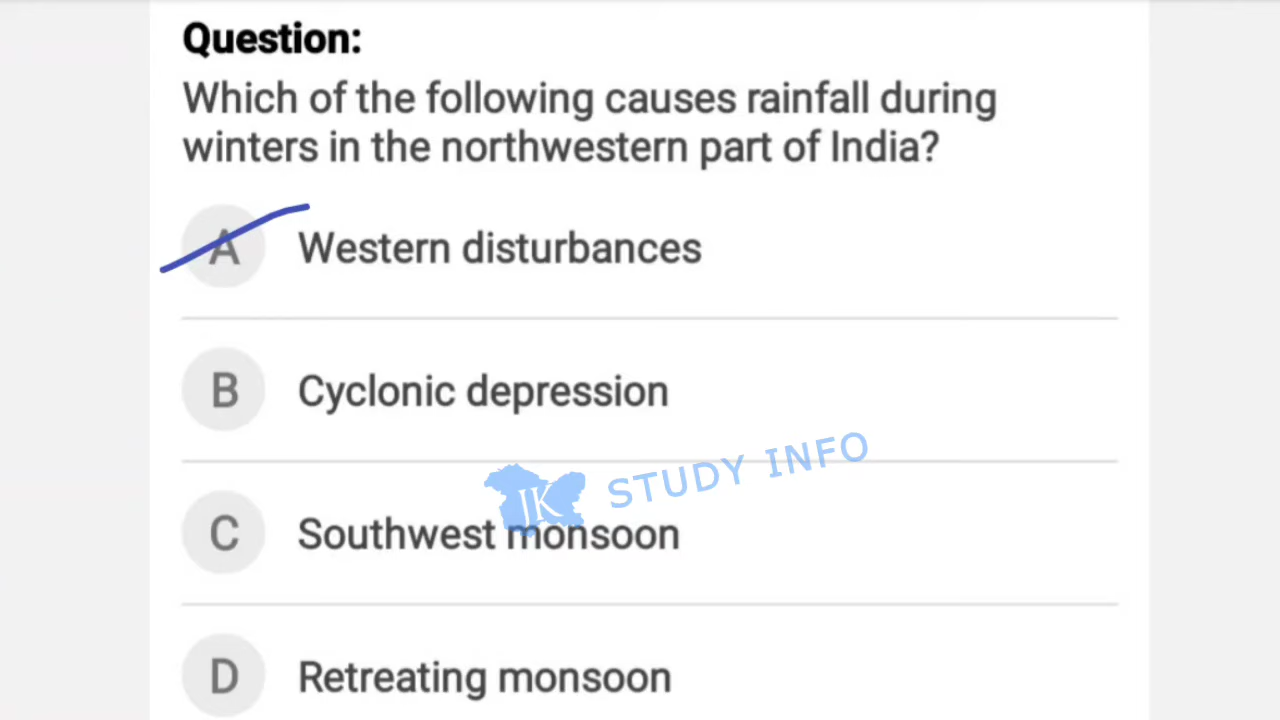 Question:
Which of the following causes rainfall during
winters in the northwestern part of India?
A Western disturbances
B Cyclonic depression
JK STUDY INFO
C Southwest monsoon
D Retreating monsoon